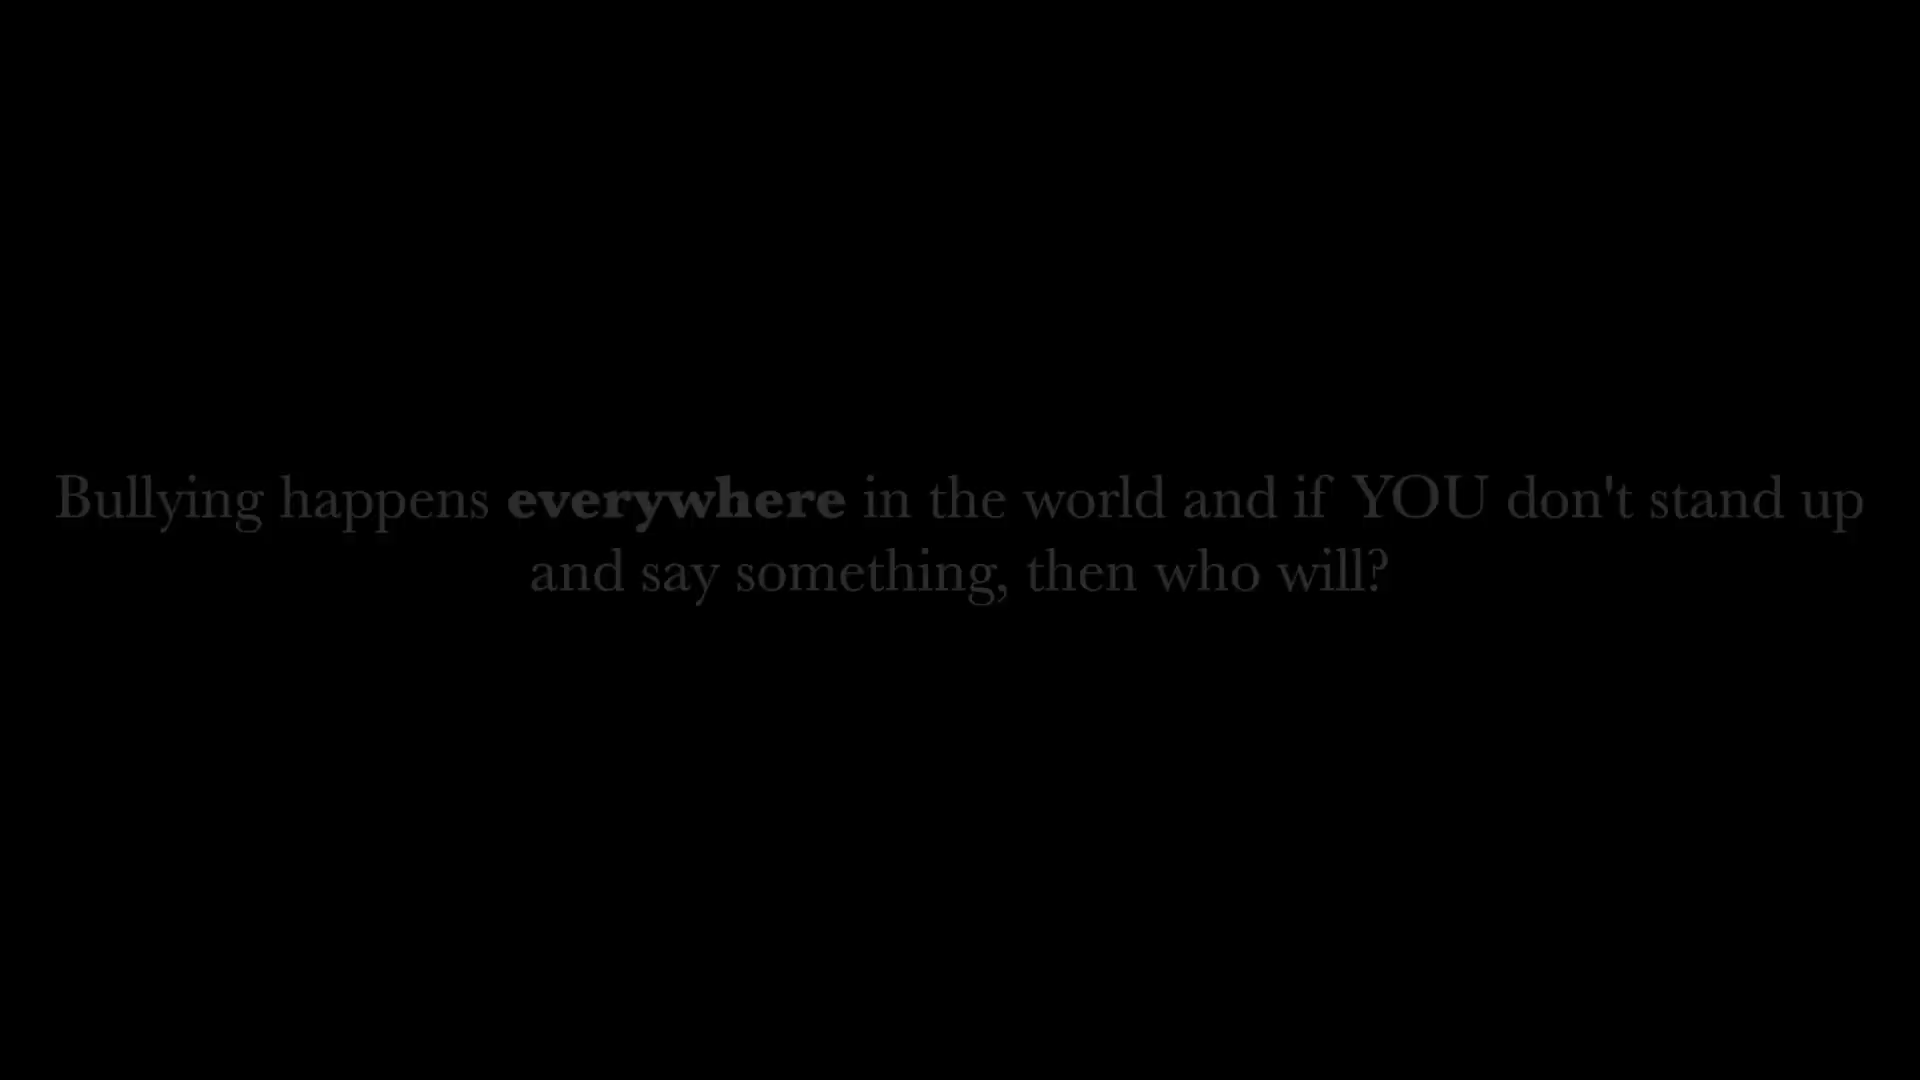 Bullying happens everywhere in the world and if YOU don't stand up
and say something, then who will?